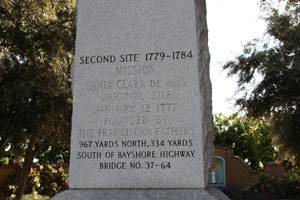 SECOND SITE 1779-1784
MISSION
SANTA CLARA DE ASIS
ORIGINAL SITE
JANUARY 12 1777
FOUNDED BY
THE FRANCISCAN FATHERS
967 YARDS NORTH, 334 YARDS
SOUTH OF BAYSHORE HIGHWAY
BRIDGE NO. 37-64